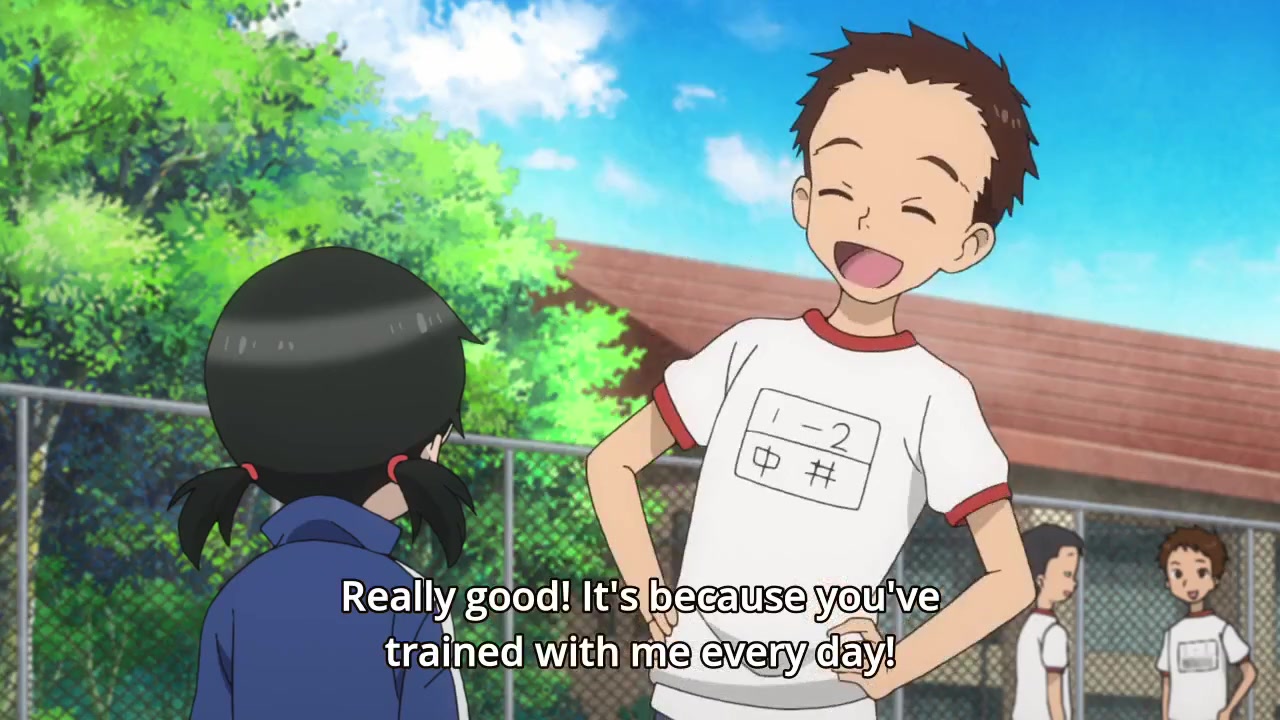 1-2
中井
Really good! It's because you've
trained with me every day!